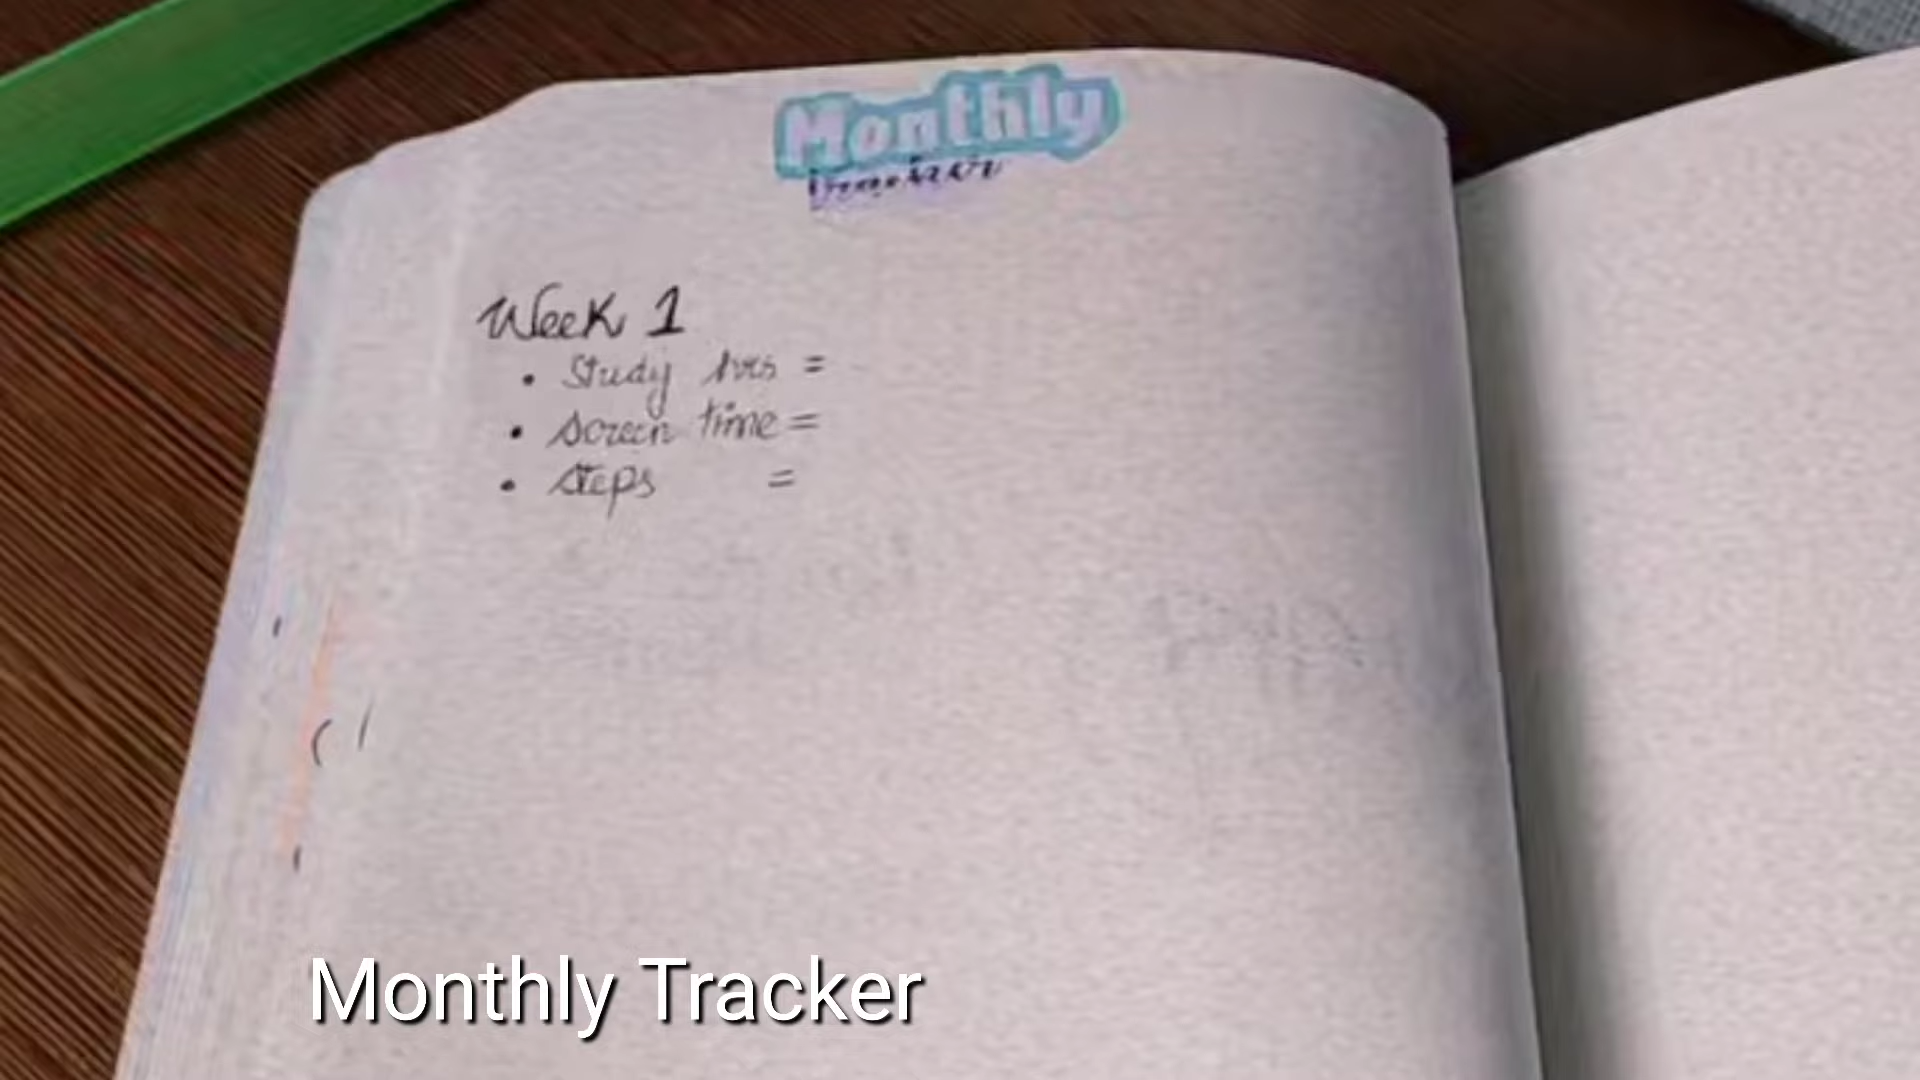 Monthly
Week 1
• Study hrs =
• screen time =
• steps =
Monthly Tracker